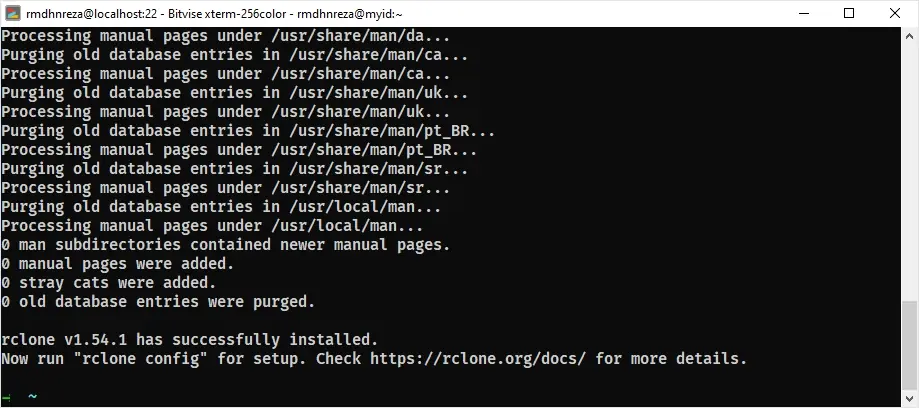 rmdhnreza@localhost:22 - Bitvise xterm-256color - rmdhnreza@myid:~
Processing manual pages under /usr/share/man/da...
Purging old database entries in /usr/share/man/ca...
Processing manual pages under /usr/share/man/ca...
Purging old database entries in /usr/share/man/uk...
Processing manual pages under /usr/share/man/uk...
Purging old database entries in /usr/share/man/pt_BR...
Processing manual pages under /usr/share/man/pt_BR...
Purging old database entries in /usr/share/man/sr...
Processing manual pages under /usr/share/man/sr...
Purging old database entries in /usr/local/man...
Processing manual pages under /usr/local/man...
0 man subdirectories contained newer manual pages.
0 manual pages were added.
0 stray cats were added.
0 old database entries were purged.
rclone v1.54.1 has successfully installed.
Now run "rclone config" for setup. Check https://rclone.org/docs/ for more details.
→ ~